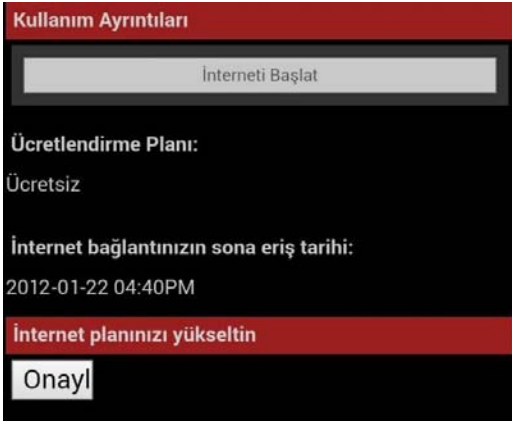 Kullanım Ayrıntıları
İnterneti Başlat
Ücretlendirme Planı:
Ücretsiz
İnternet bağlantınızın sona eriş tarihi:
2012-01-22 04:40PM
İnternet planınızı yükseltin
Onayl